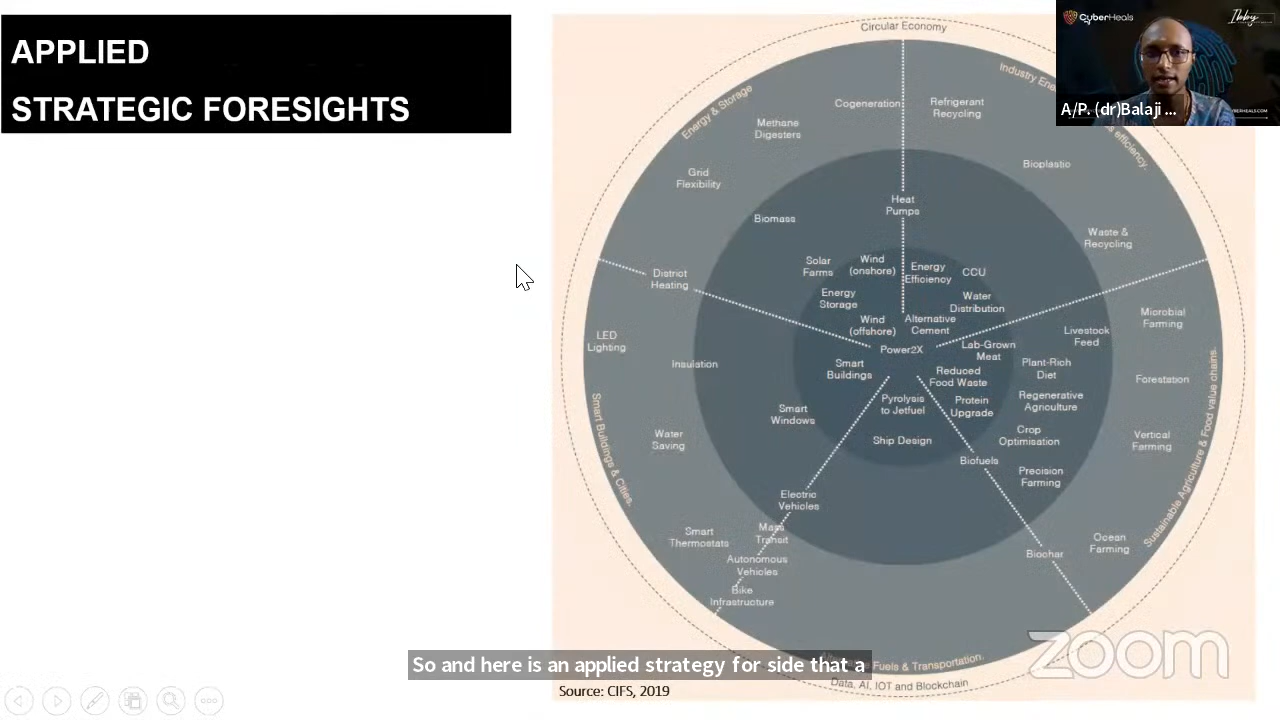 APPLIED
STRATEGIC FORESIGHTS
Circular Economy
Industry
efficiency.
Energy & Storage
Cogeneration
Refrigerant
Recycling
Methane
Digesters
Bioplastic
Grid
Flexibility
Heat
Pumps
Biomass
Waste &
Recycling
Solar
Farms
Wind
(onshore)
Energy
Efficiency
CCU
District
Heating
Energy
Storage
Water
Distribution
Wind
(offshore)
Alternative
Cement
Microbial
Farming
LED
Lighting
Livestock
Feed
Power2X
Lab-Grown
Meat
Insulation
Smart
Buildings
Plant-Rich
Diet
Reduced
Food Waste
Forestation
Pyrolysis
to Jetfuel
Protein
Upgrade
Regenerative
Agriculture
Smart
Windows
Water
Saving
Ship Design
Crop
Optimisation
Vertical
Farming
Biofuels
Precision
Farming
Electric
Vehicles
Smart
Thermostats
Mass
Transit
Autonomous
Vehicles
Bike
Infrastructure
Biochar
Ocean
Farming
Smart Buildings & Cities.
Sustainable Agriculture & Food value chains.
Fuels & Transportation.
Data, AI, IOT and Blockchain
CyberHeals
Ibby
A/P. (dr)Balaji ...
So and here is an applied strategy for side that a
Source: CIFS, 2019
zoom